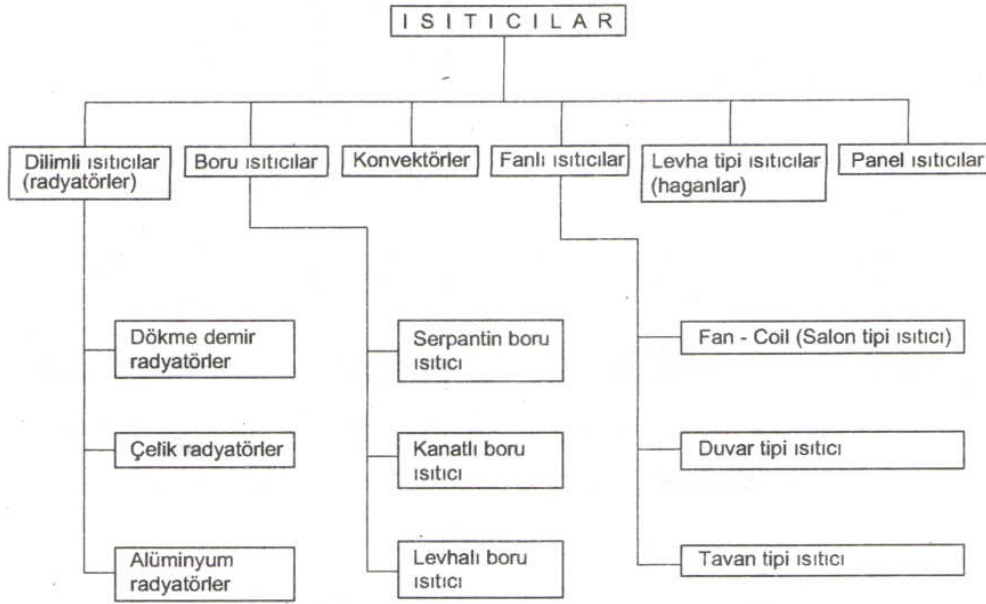 ISITICILAR
Dilimli ısıtıcılar
(radyatörler)
Boru ısıtıcılar
Konvektörler
Fanlı ısıtıcılar
Levha tipi ısıtıcılar
(haganlar)
Panel ısıtıcılar
Dökme demir
radyatörler
Çelik radyatörler
Alüminyum
radyatörler
Serpantin boru
ısıtıcı
Kanatlı boru
ısıtıcı
Levhalı boru
ısıtıcı
Fan - Coil (Salon tipi ısıtıcı)
Duvar tipi ısıtıcı
Tavan tipi ısıtıcı